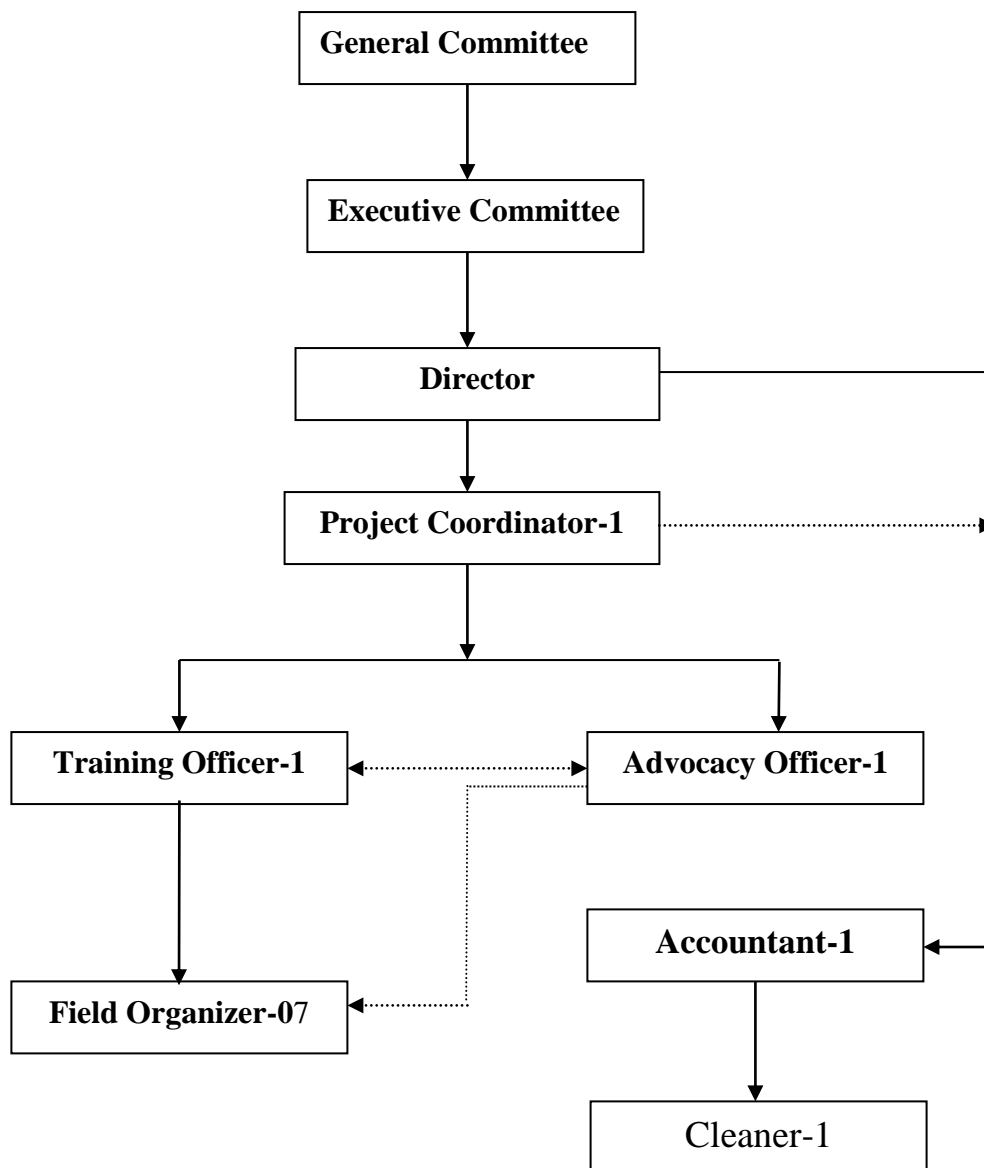 General Committee
Executive Committee
Director
Project Coordinator-1
Training Officer-1
Advocacy Officer-1
Accountant-1
Field Organizer-07
Cleaner-1